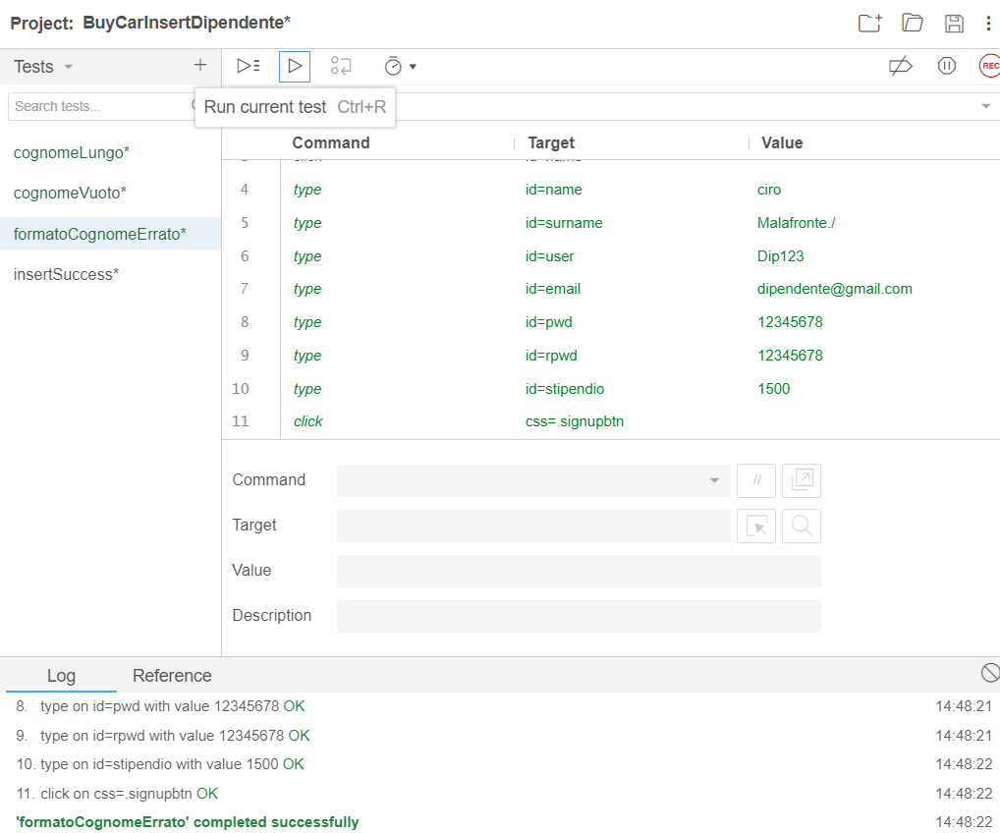 Project: BuyCarInsertDipendente*
Tests
REC
Search tests...
Run current test Ctrl+R
Command Target Value
cognomeLungo*
cognomeVuoto*
formatoCognomeErrato*
insertSuccess*
4 type id=name ciro
5 type id=surname Malafronte./
6 type id=user Dip123
7 type id=email dipendente@gmail.com
8 type id=pwd 12345678
9 type id=rpwd 12345678
10 type id=stipendio 1500
11 click css=.signupbtn
Command //
Target
Value
Description
Log Reference
8. type on id=pwd with value 12345678 OK 14:48:21
9. type on id=rpwd with value 12345678 OK 14:48:21
10. type on id=stipendio with value 1500 OK 14:48:22
11. click on css=.signupbtn OK 14:48:22
'formatoCognomeErrato' completed successfully 14:48:22